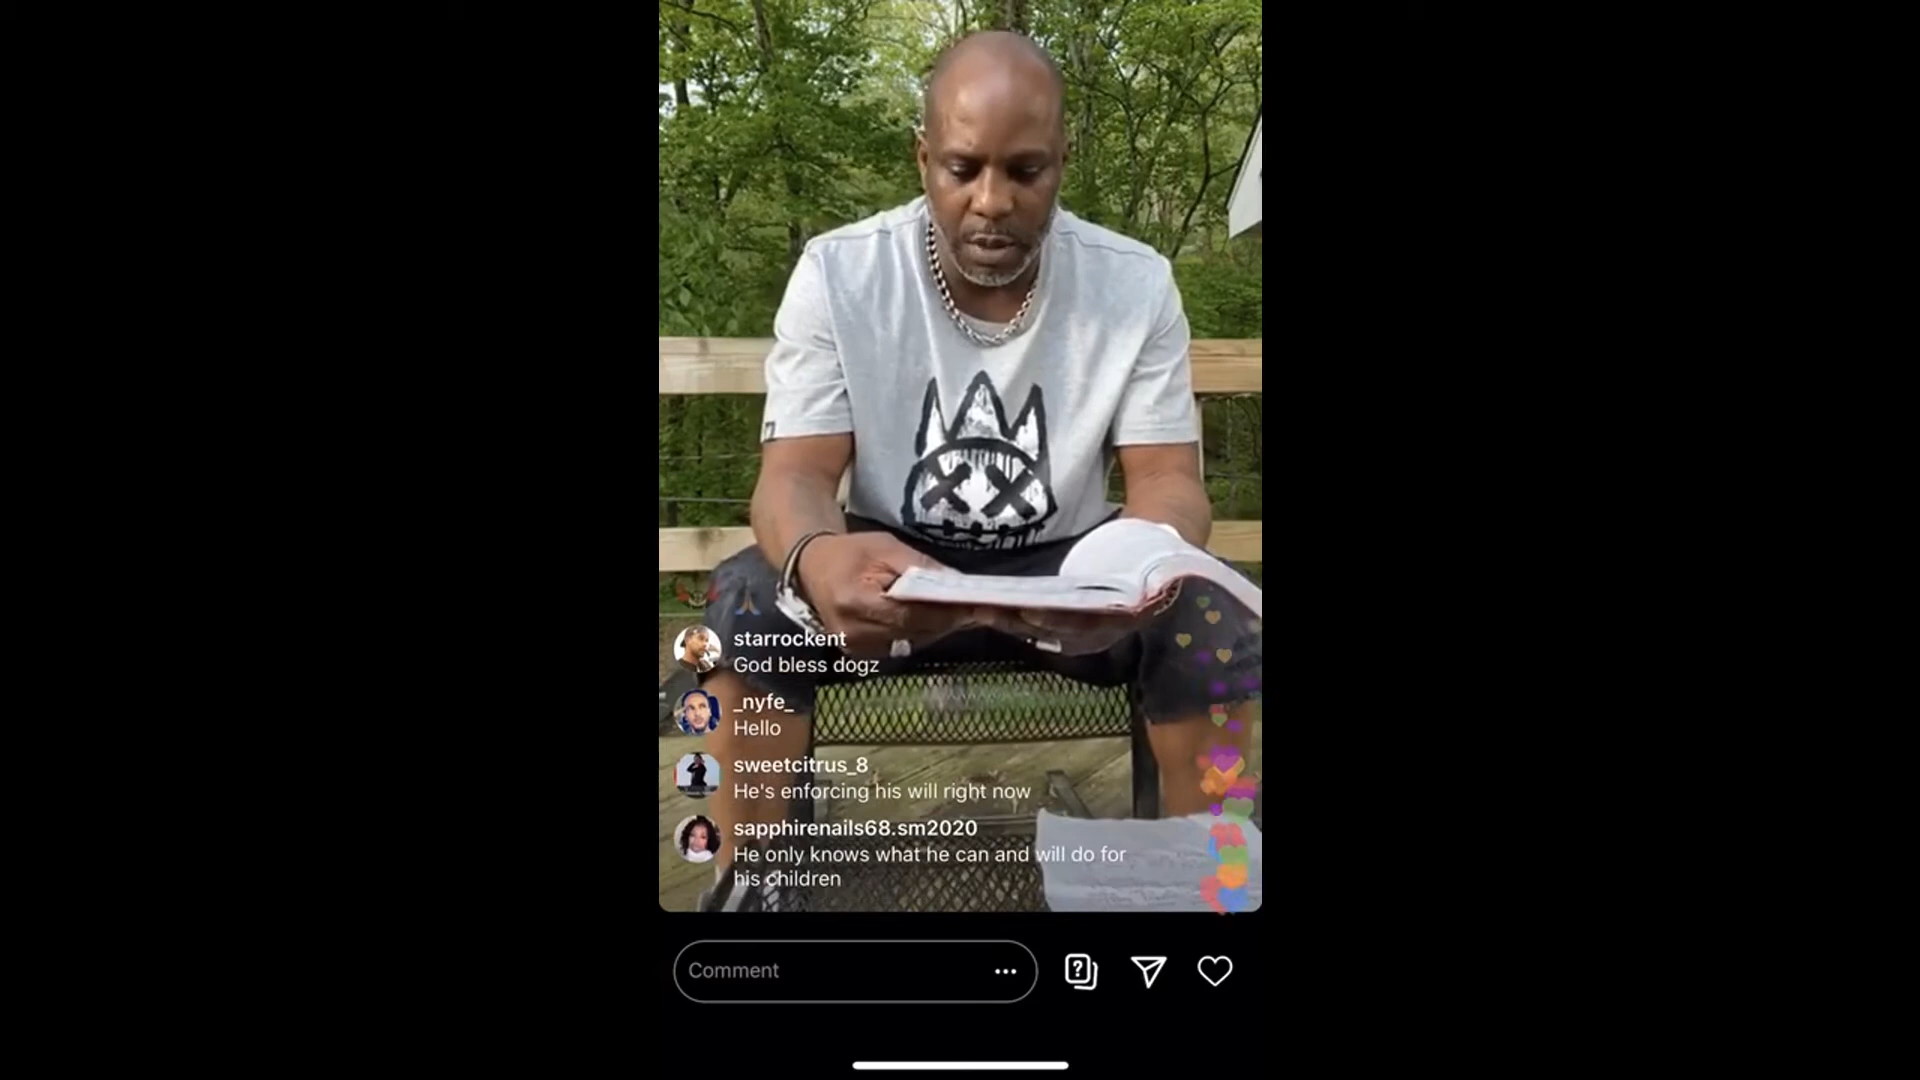 starrockent
God bless dogz
_nyfe_
Hello
sweetcitrus_8
He's enforcing his will right now
sapphirenails68.sm2020
He only knows what he can and will do for
his children
Comment